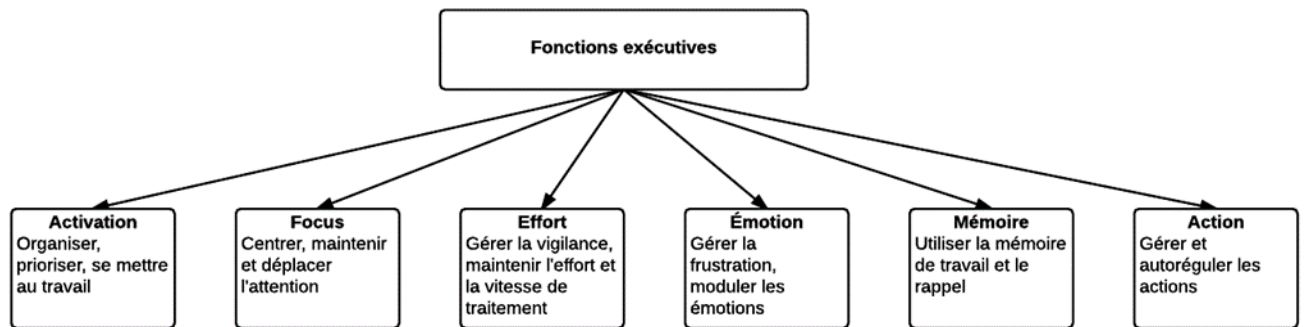 Fonctions exécutives
Activation
Organiser,
prioriser, se mettre
au travail
Focus
Centrer, maintenir
et déplacer
l'attention
Effort
Gérer la vigilance,
maintenir l'effort et
la vitesse de
traitement
Émotion
Gérer la
frustration,
moduler les
émotions
Mémoire
Utiliser la mémoire
de travail et le
rappel
Action
Gérer et
autoréguler les
actions